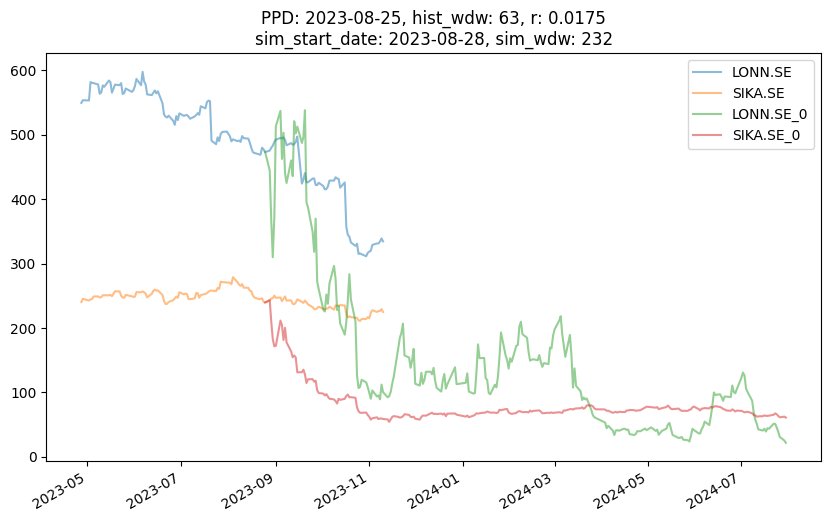 PPD: 2023-08-25, hist_wdw: 63, r: 0.0175
sim_start_date: 2023-08-28, sim_wdw: 232
LONN.SE
SIKA.SE
LONN.SE_0
SIKA.SE_0
600
500
400
300
200
100
0
2023-05
2023-07
2023-09
2023-11
2024-01
2024-03
2024-05
2024-07